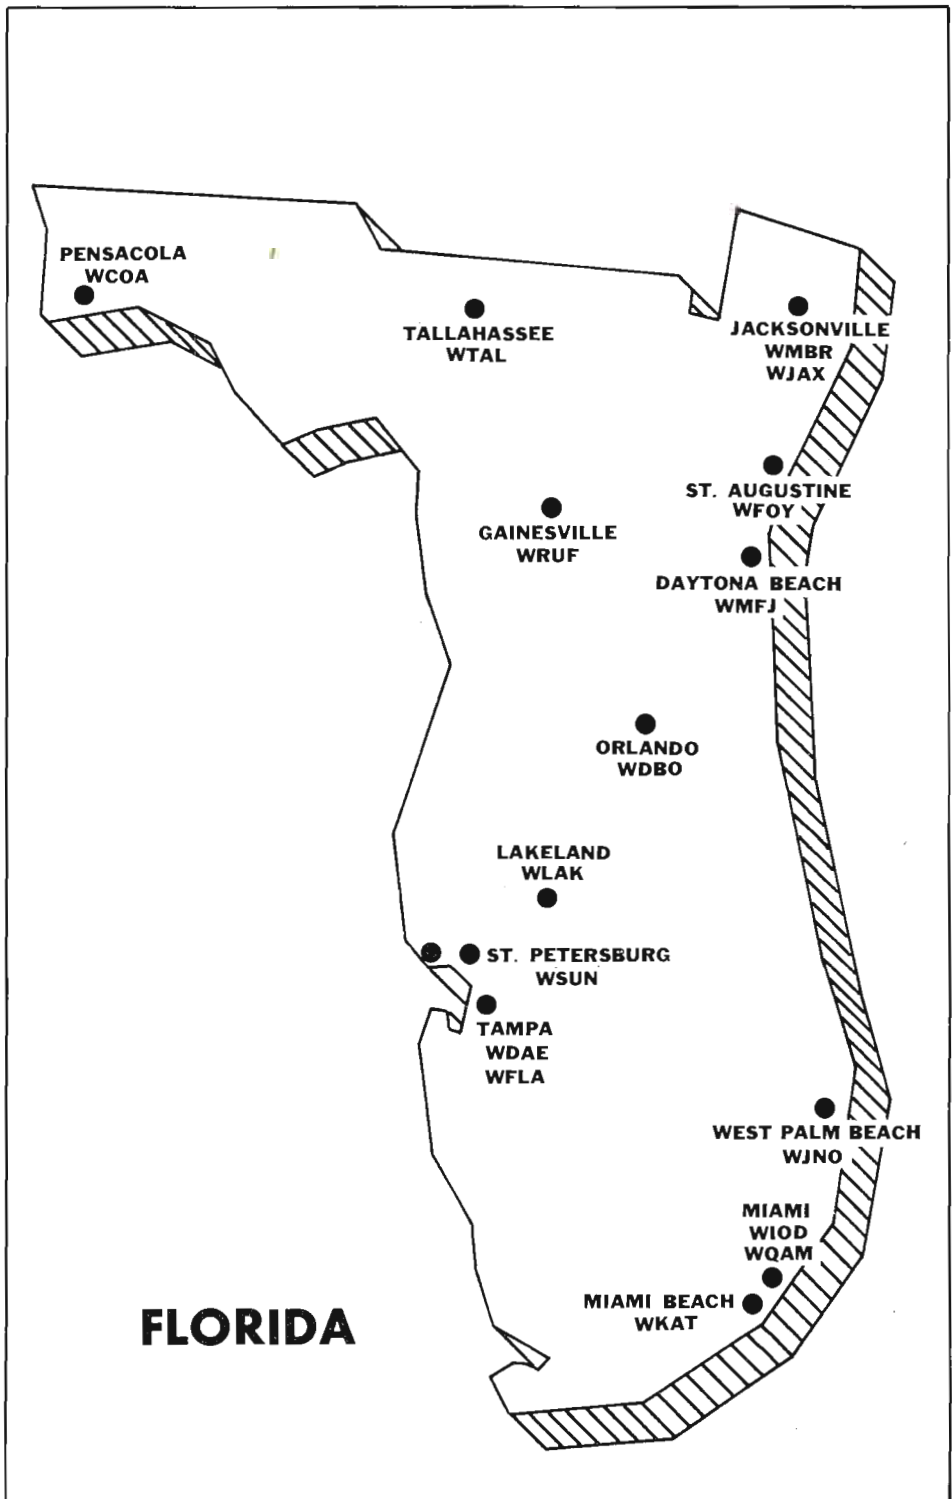 PENSACOLA
WCOA
TALLAHASSEE
WTAL
JACKSONVILLE
WMBR
WJAX
ST. AUGUSTINE
WFOY
GAINESVILLE
WRUF
DAYTONA BEACH
WMFJ
ORLANDO
WDBO
LAKELAND
WLAK
ST. PETERSBURG
WSUN
TAMPA
WDAE
WFLA
WEST PALM BEACH
WJNO
MIAMI
WIOD
WQAM
MIAMI BEACH
WKAT
FLORIDA